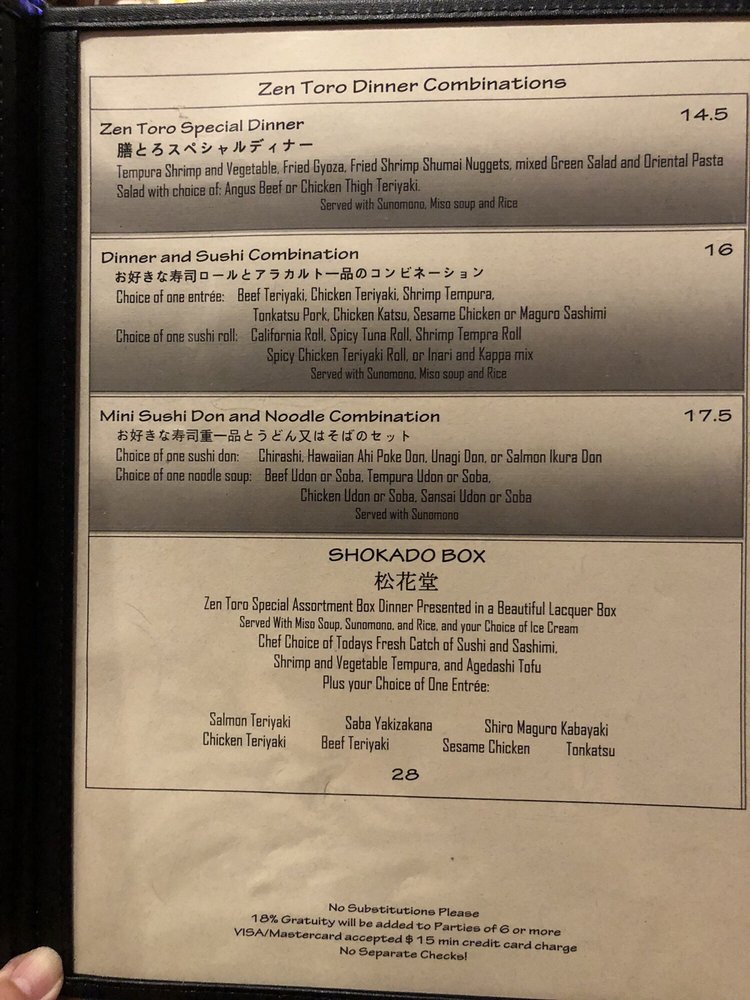 Zen Toro Dinner Combinations
Zen Toro Special Dinner 14.5
膳とろスペシャルディナー
Tempura Shrimp and Vegetable, Fried Gyoza, Fried Shrimp Shumai Nuggets, mixed Green Salad and Oriental Pasta
Salad with choice of: Angus Beef or Chicken Thigh Teriyaki.
Served with Sunomono, Miso soup and Rice
Dinner and Sushi Combination 16
お好きな寿司ロールとアラカルト一品のコンビネーション
Choice of one entrée: Beef Teriyaki, Chicken Teriyaki, Shrimp Tempura,
Tonkatsu Pork, Chicken Katsu, Sesame Chicken or Maguro Sashimi
Choice of one sushi roll: California Roll, Spicy Tuna Roll, Shrimp Tempra Roll
Spicy Chicken Teriyaki Roll, or Inari and Kappa mix
Served with Sunomono, Miso soup and Rice
Mini Sushi Don and Noodle Combination 17.5
お好きな寿司重一品とうどん又はそばのセット
Choice of pne sushi don: Chirashi, Hawaiian Ahi Poke Don, Unagi Don, or Salmon Ikura Don
Choice of one noodle soup: Beef Udon or Soba, Tempura Udon or Soba,
Chicken Udon or Soba, Sansai Udon or Soba
Served with Sunomono
SHOKADO BOX
松花堂
Zen Toro Special Assortment Box Dinner Presented in a Beautiful Lacquer Box
Served With Miso Soup, Sunomono, and Rice, and your Choice of Ice Cream
Chef Choice of Todays Fresh Catch of Sushi and Sashimi,
Shrimp and Vegetable Tempura, and Agedashi Tofu
Plus your Choice of One Entrée:
Salmon Teriyaki Saba Yakizakana Shiro Maguro Kabayaki
Chicken Teriyaki Beef Teriyaki Sesame Chicken Tonkatsu
28
No Substitutions Please
18% Gratuity will be added to Parties of 6 or more
VISA/Mastercard accepted $ 15 min credit card charge
No Separate Checks!